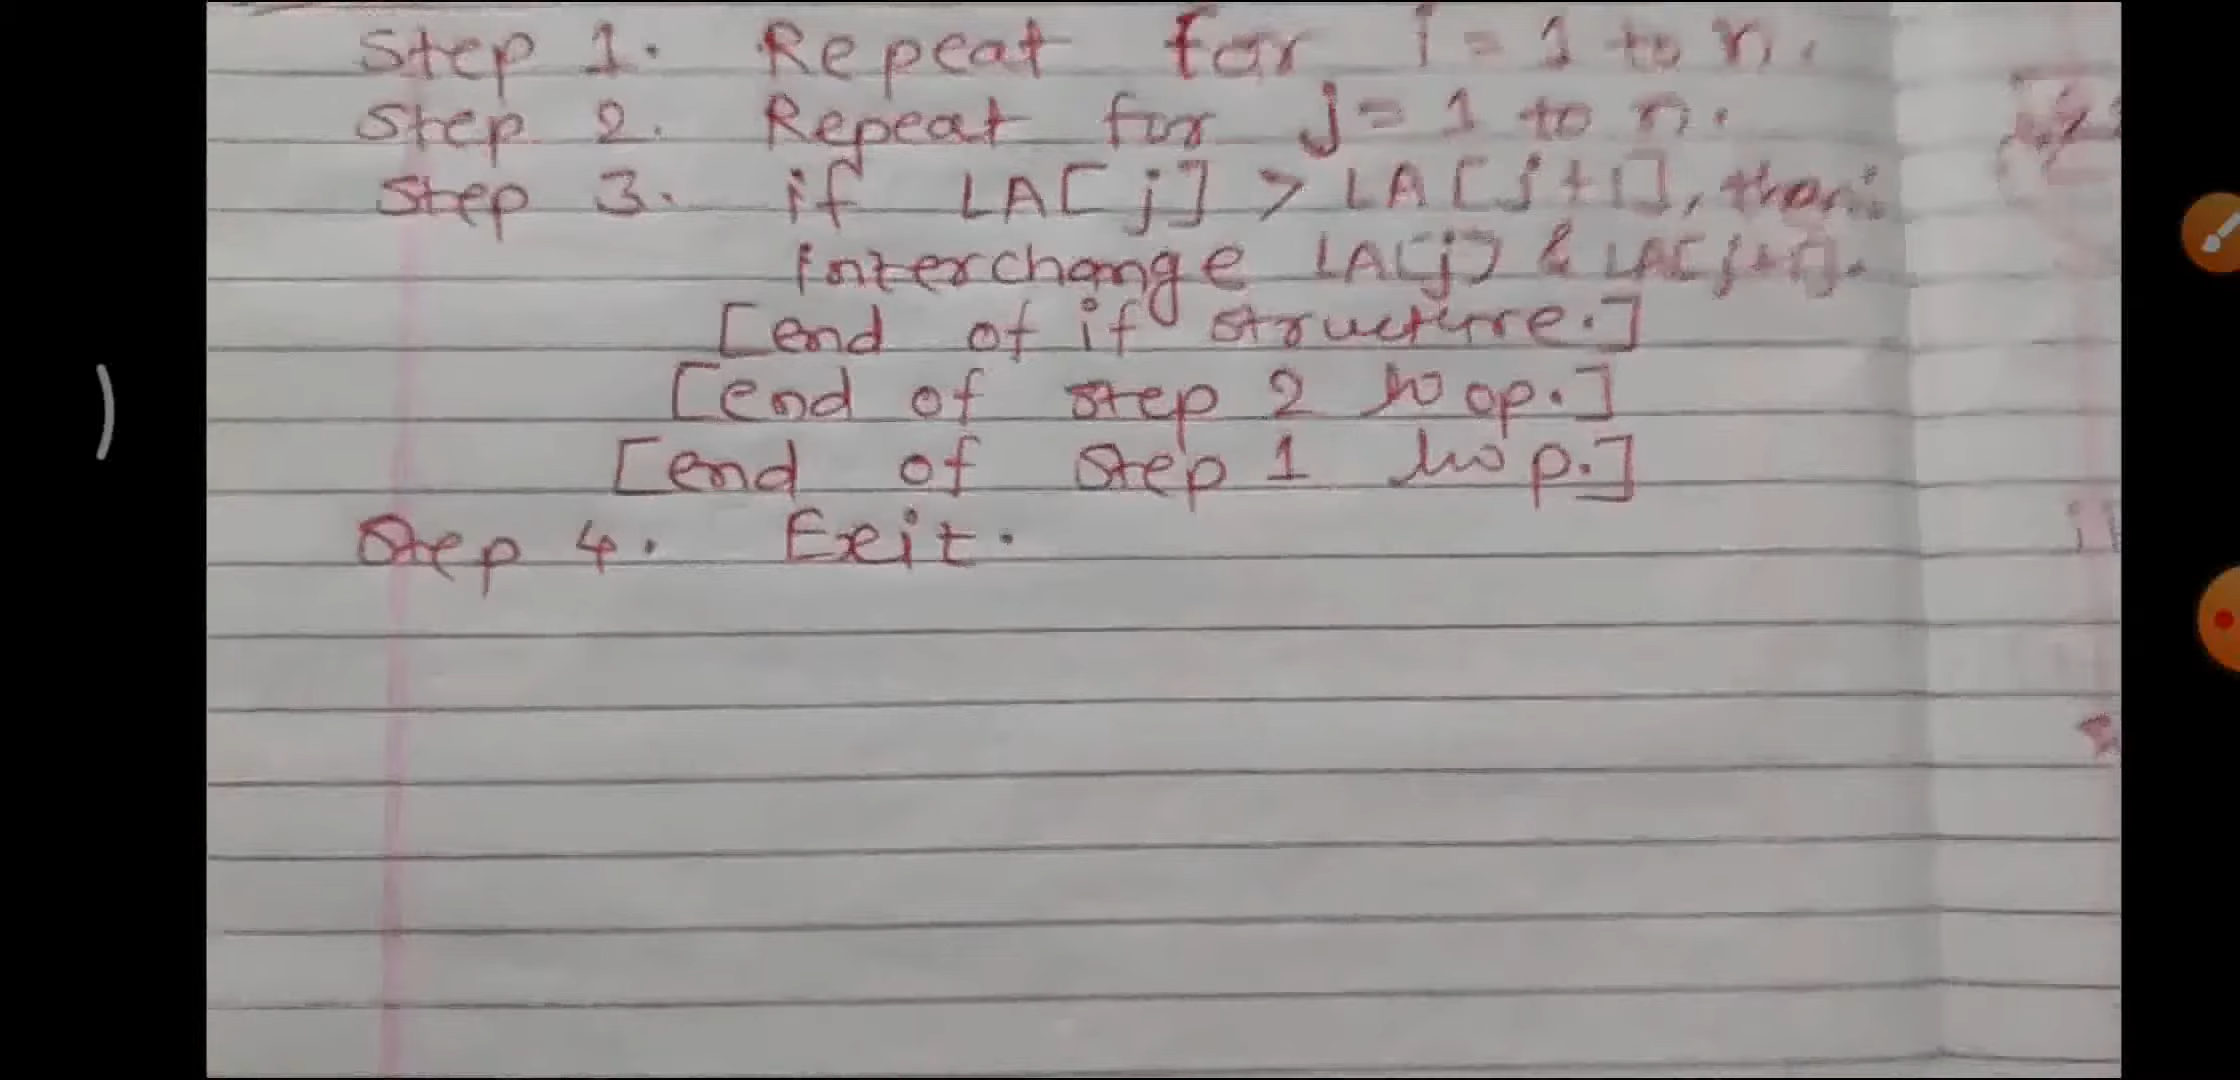 Step 1. Repeat for i = 1 to n.
Step 2. Repeat for j = 1 to n.
Step 3. if LA[j] > LA[j+1], then:
interchange LA[j] & LA[j+1].
[end of if structure.]
[end of step 2 loop.]
[end of step 1 loop.]
Step 4. Exit.